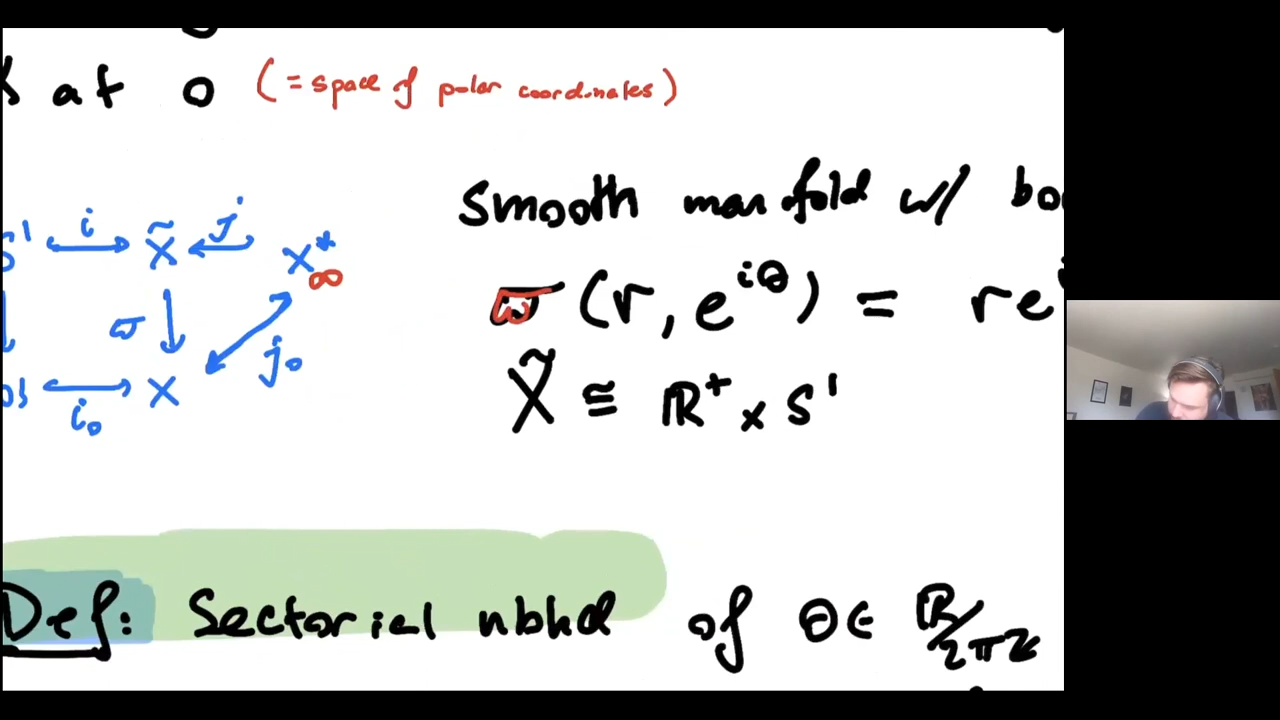 at 0 (= space of polar coordinates)
smooth manifold w/
S¹ i X̃ j X*
∞
ϖ (r, e^{iθ}) = re
ϖ j₀
X̃ ≅ ℝ⁺ × S¹
i₀ X
Def: Sectorial nbhd of θ ∈ ℝ/2πℤ